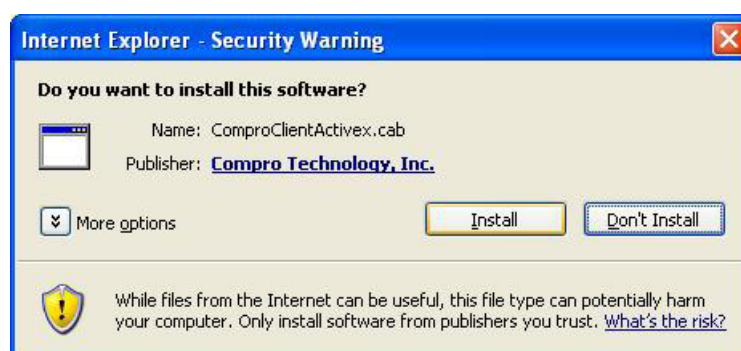 Internet Explorer - Security Warning
Do you want to install this software?
Name: ComproClientActivex.cab
Publisher: Compro Technology, Inc.
More options
Install
Don't Install
While files from the Internet can be useful, this file type can potentially harm
your computer. Only install software from publishers you trust. What's the risk?